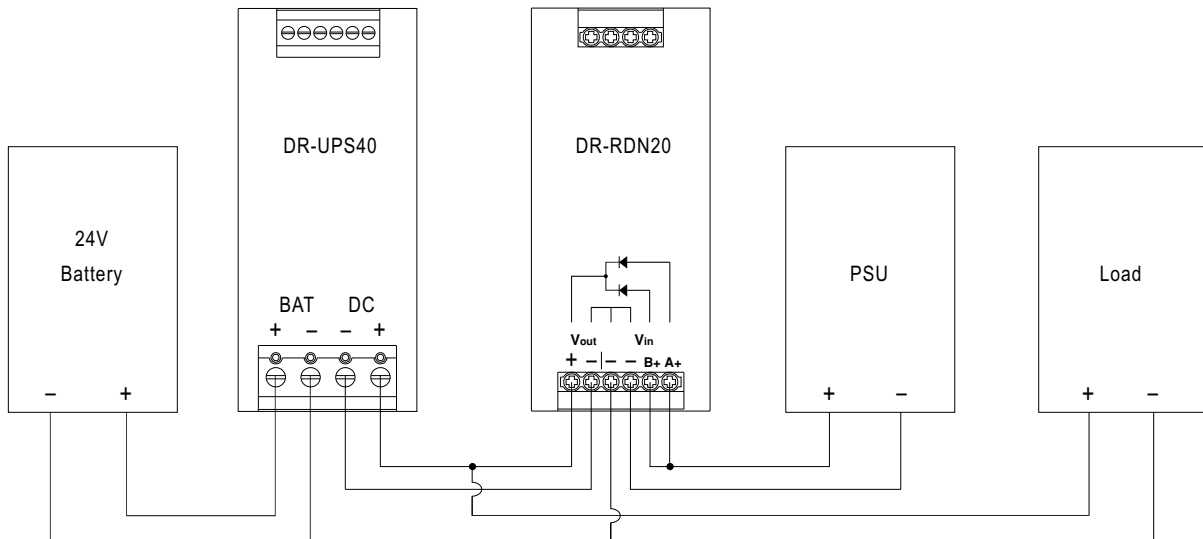 DR-UPS40
DR-RDN20
24V
Battery
PSU
Load
BAT DC
+ − − +
Vout Vin
+ − − − B+ A+
− +
+ −
+ −